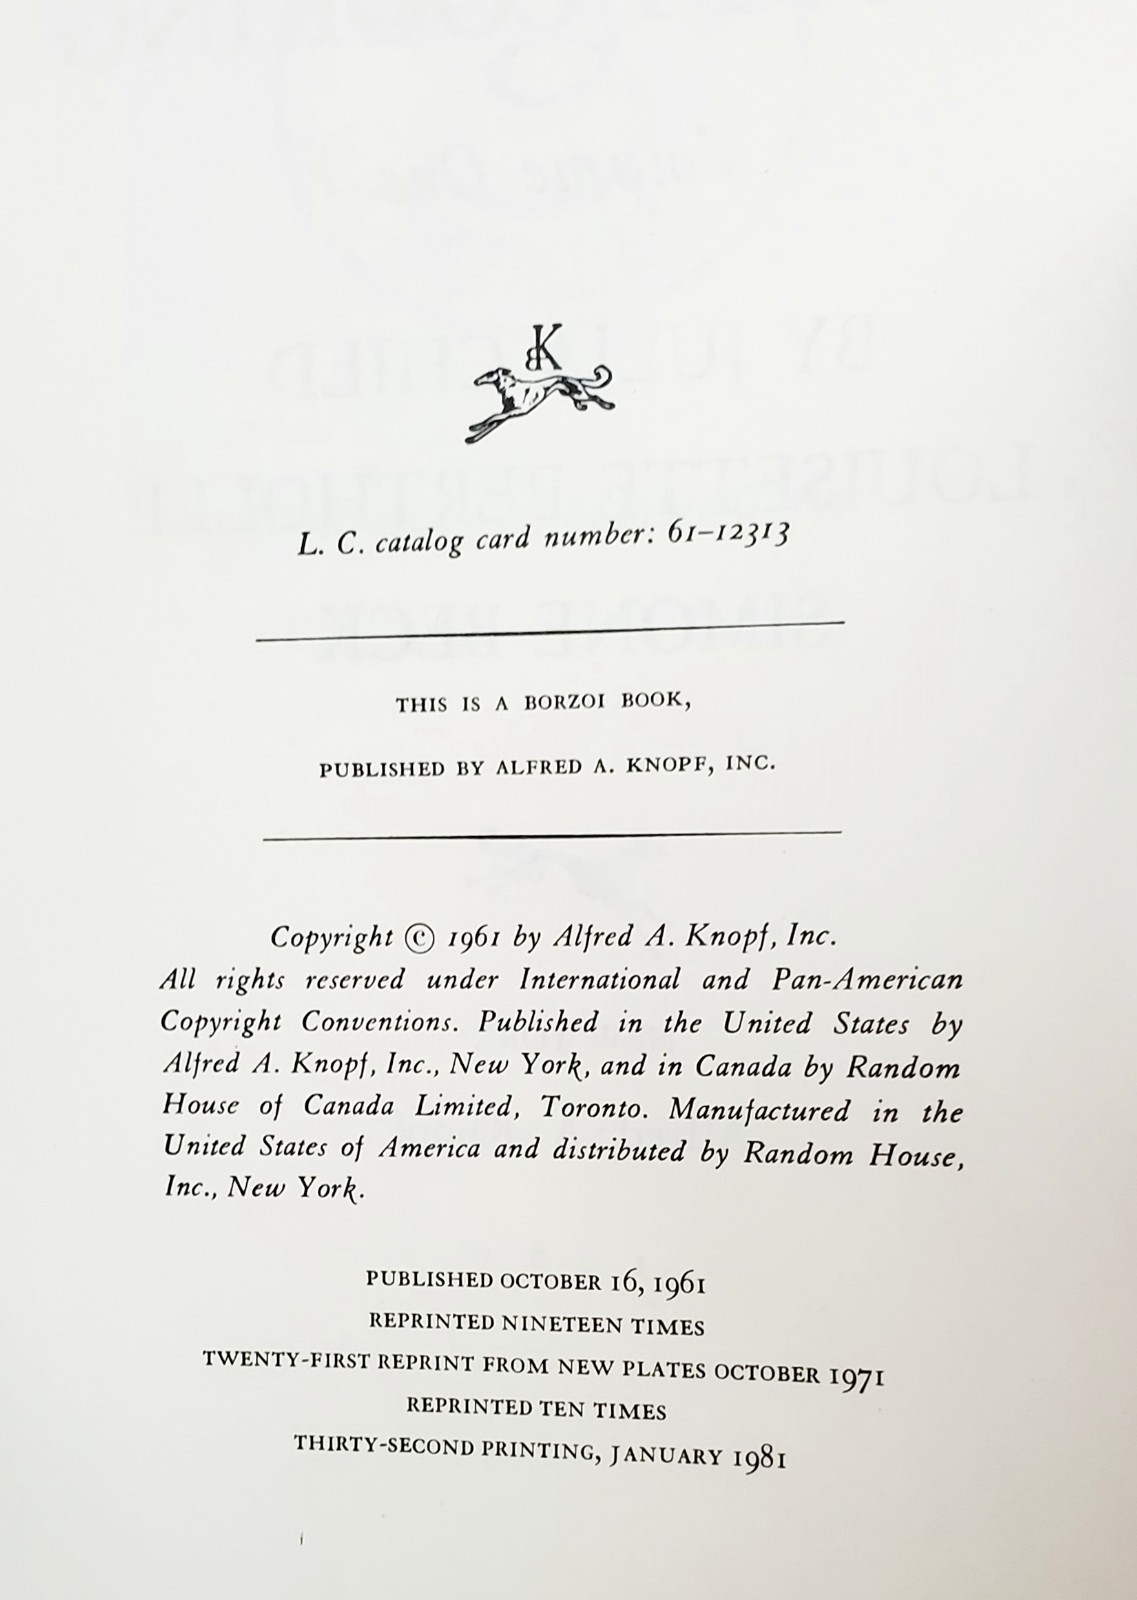 BK
L. C. catalog card number: 61–12313
THIS IS A BORZOI BOOK,
PUBLISHED BY ALFRED A. KNOPF, INC.
Copyright © 1961 by Alfred A. Knopf, Inc.
All rights reserved under International and Pan-American
Copyright Conventions. Published in the United States by
Alfred A. Knopf, Inc., New York, and in Canada by Random
House of Canada Limited, Toronto. Manufactured in the
United States of America and distributed by Random House,
Inc., New York.
PUBLISHED OCTOBER 16, 1961
REPRINTED NINETEEN TIMES
TWENTY-FIRST REPRINT FROM NEW PLATES OCTOBER 1971
REPRINTED TEN TIMES
THIRTY-SECOND PRINTING, JANUARY 1981